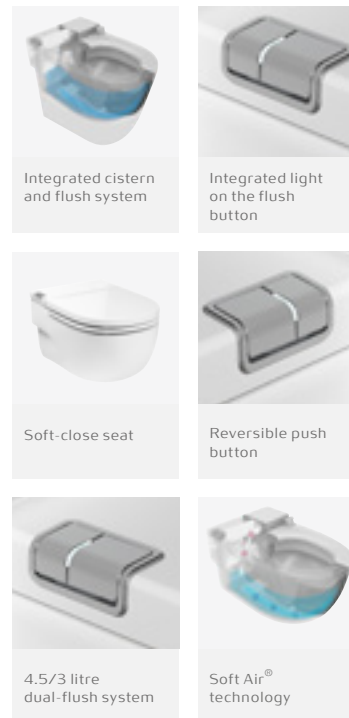 Integrated cistern
and flush system
Integrated light
on the flush
button
Soft-close seat
Reversible push
button
4.5/3 litre
dual-flush system
Soft Air®
technology